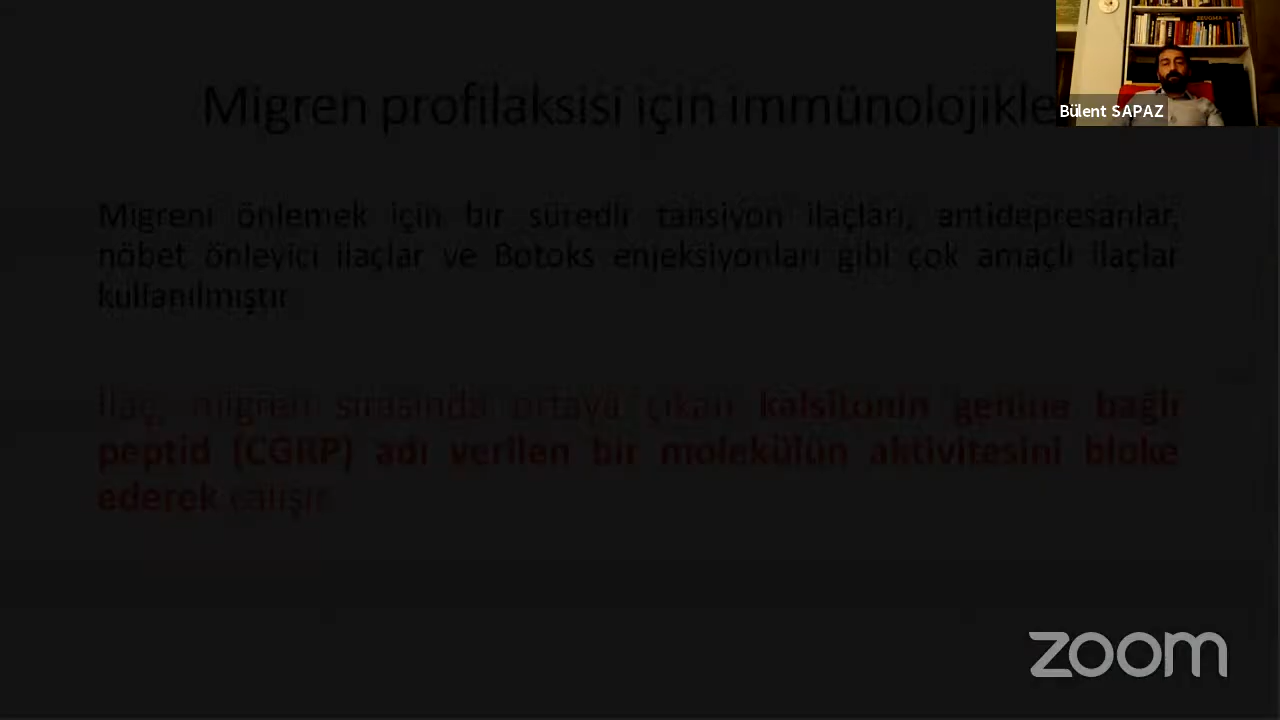 Migren profilaksisi için immünolojikle
Bülent SAPAZ
Migreni önlemek için bir süredir tansiyon ilaçları, antidepresanlar,
nöbet önleyici ilaçlar ve Botoks enjeksiyonları gibi çok amaçlı ilaçlar
kullanılmıştır
İlaç, migren sırasında ortaya çıkan kalsitonin genine bağlı
peptid (CGRP) adı verilen bir molekülün aktivitesini bloke
ederek çalışır
zoom